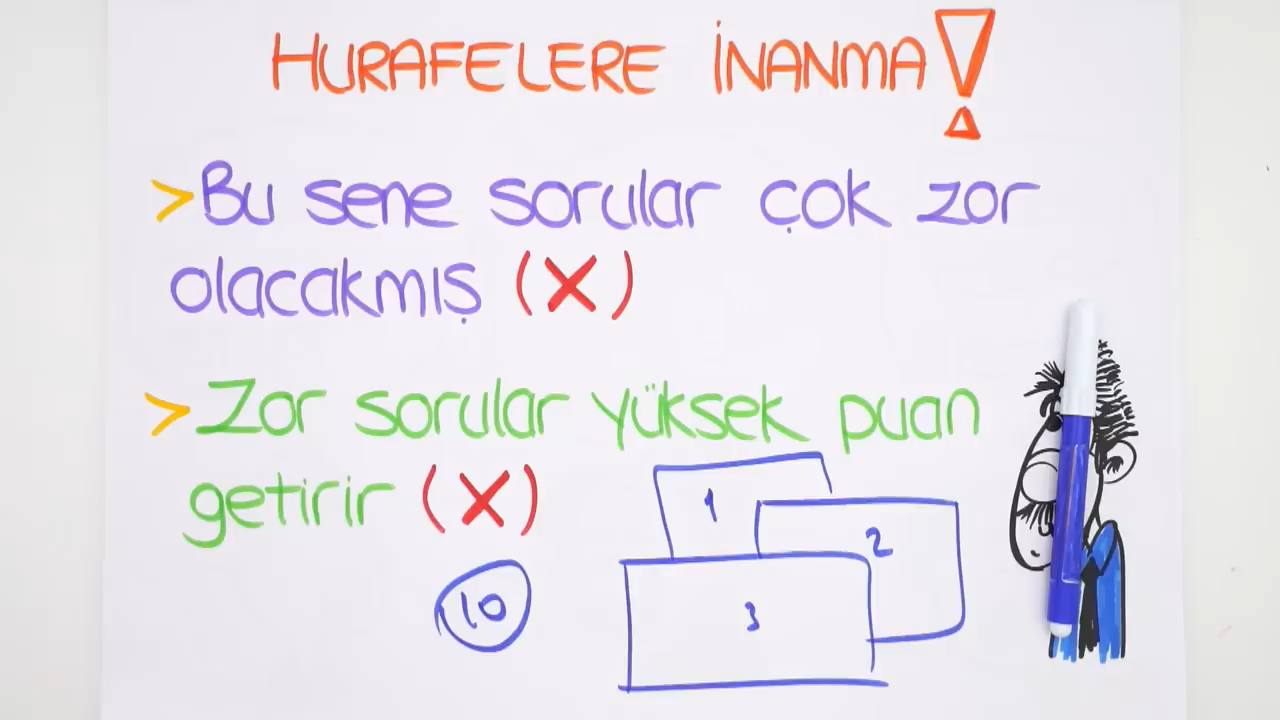 HURAFELERE İNANMA!
> Bu sene sorular çok zor
olacakmış (X)
> Zor sorular yüksek puan
getirir (X)
1
2
10
3